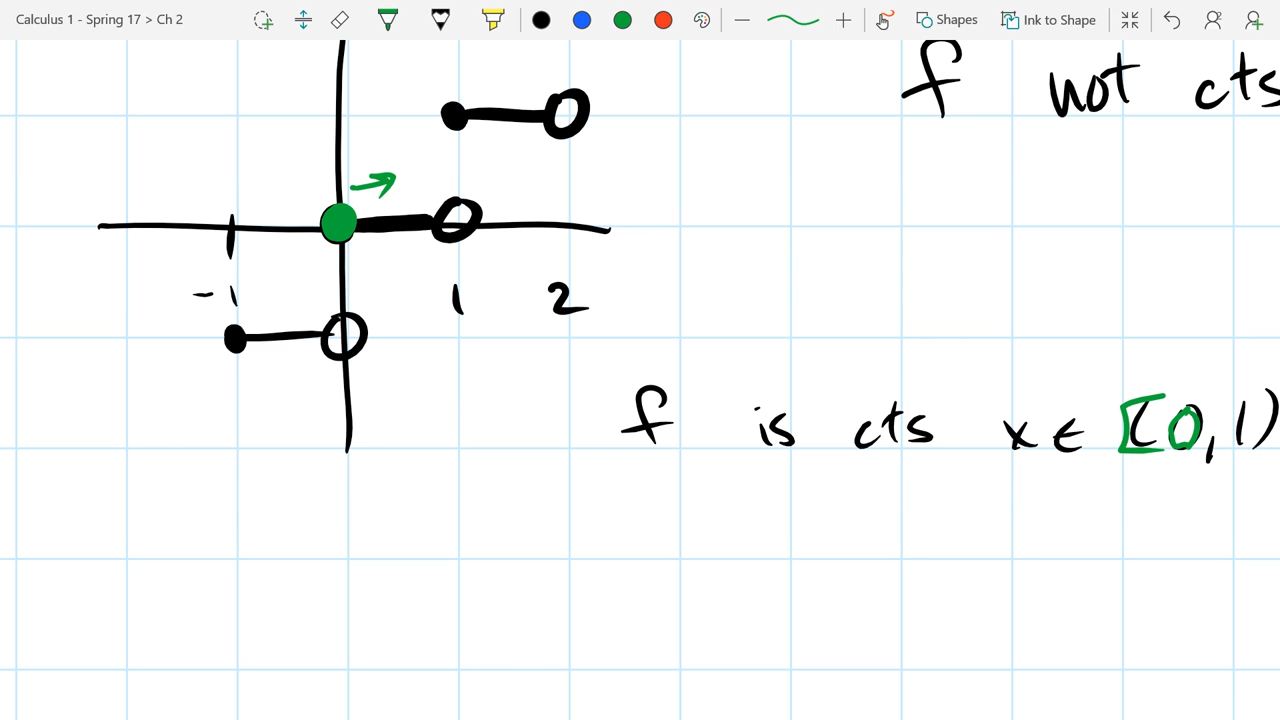 Calculus 1 - Spring 17 > Ch 2
Shapes
Ink to Shape
f not cts
-1
1 2
f is cts x ∈ [0,1)